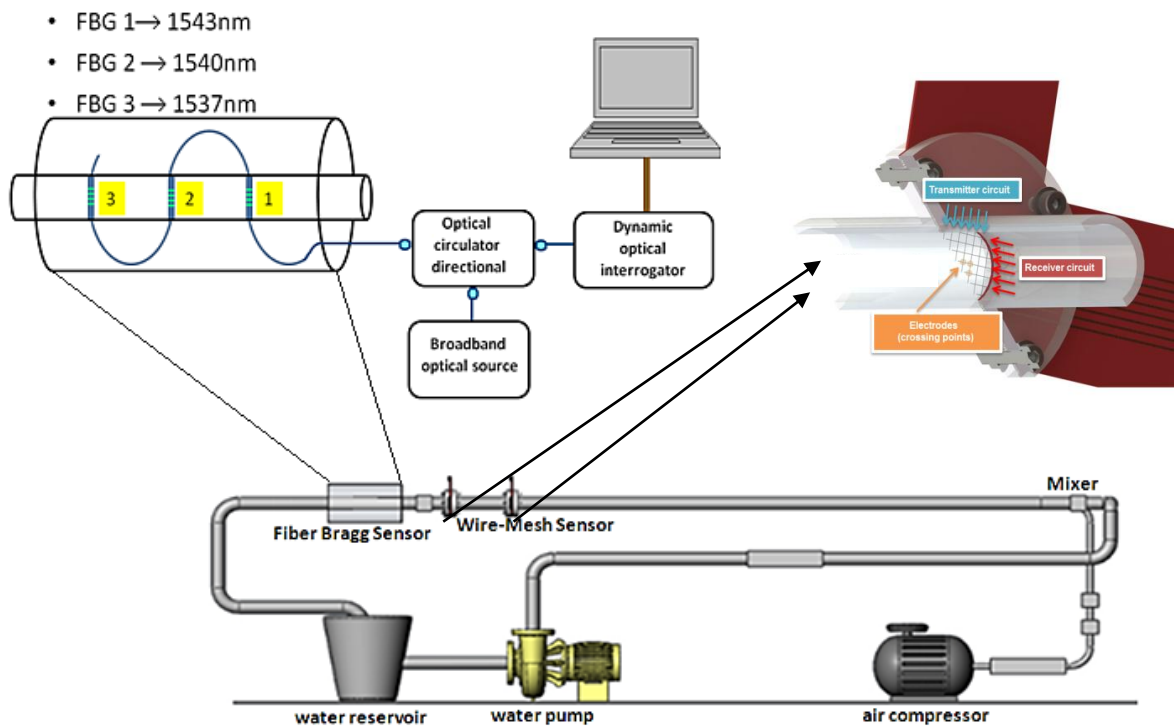 • FBG 1→ 1543nm
• FBG 2→ 1540nm
• FBG 3→ 1537nm
3
2
1
Optical
circulator
directional
Dynamic
optical
interrogator
Broadband
optical source
Transmitter circuit
Receiver circuit
Electrodes
(crossing points)
Mixer
Fiber Bragg Sensor
Wire-Mesh Sensor
water reservoir
water pump
air compressor